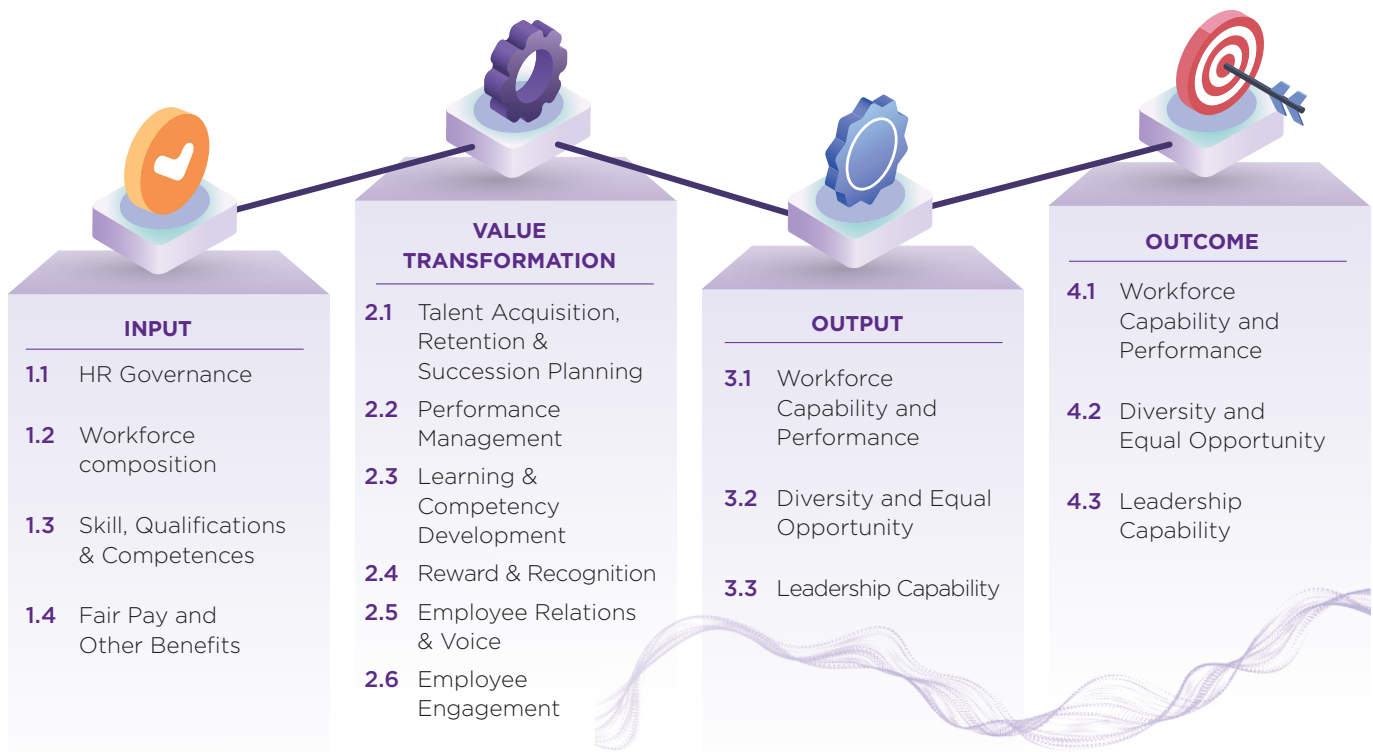 INPUT
1.1 HR Governance
1.2 Workforce
composition
1.3 Skill, Qualifications
& Competences
1.4 Fair Pay and
Other Benefits
VALUE
TRANSFORMATION
2.1 Talent Acquisition,
Retention &
Succession Planning
2.2 Performance
Management
2.3 Learning &
Competency
Development
2.4 Reward & Recognition
2.5 Employee Relations
& Voice
2.6 Employee
Engagement
OUTPUT
3.1 Workforce
Capability and
Performance
3.2 Diversity and Equal
Opportunity
3.3 Leadership Capability
OUTCOME
4.1 Workforce
Capability and
Performance
4.2 Diversity and
Equal Opportunity
4.3 Leadership
Capability